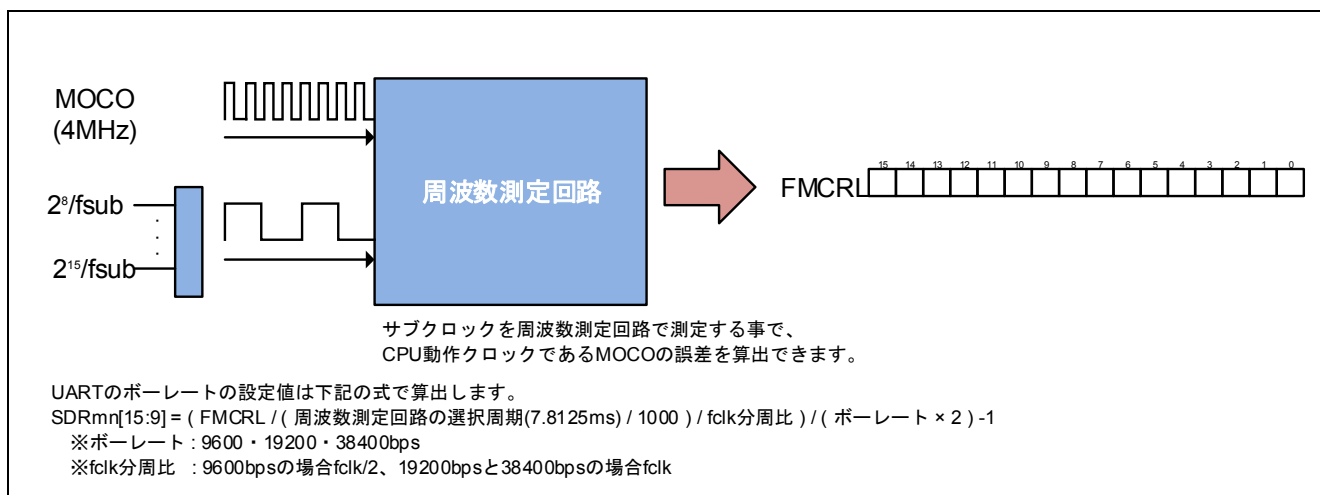 MOCO
(4MHz)
2⁸/fsub
2¹⁵/fsub
周波数測定回路
FMCRL
15 14 13 12 11 10 9 8 7 6 5 4 3 2 1 0
サブクロックを周波数測定回路で測定する事で、
CPU動作クロックであるMOCOの誤差を算出できます。
UARTのボーレートの設定値は下記の式で算出します。
SDRmn[15:9] = ( FMCRL / ( 周波数測定回路の選択周期(7.8125ms) / 1000 ) / fclk分周比 ) / ( ボーレート × 2 ) -1
※ボーレート : 9600・19200・38400bps
※fclk分周比 : 9600bpsの場合fclk/2、19200bpsと38400bpsの場合fclk